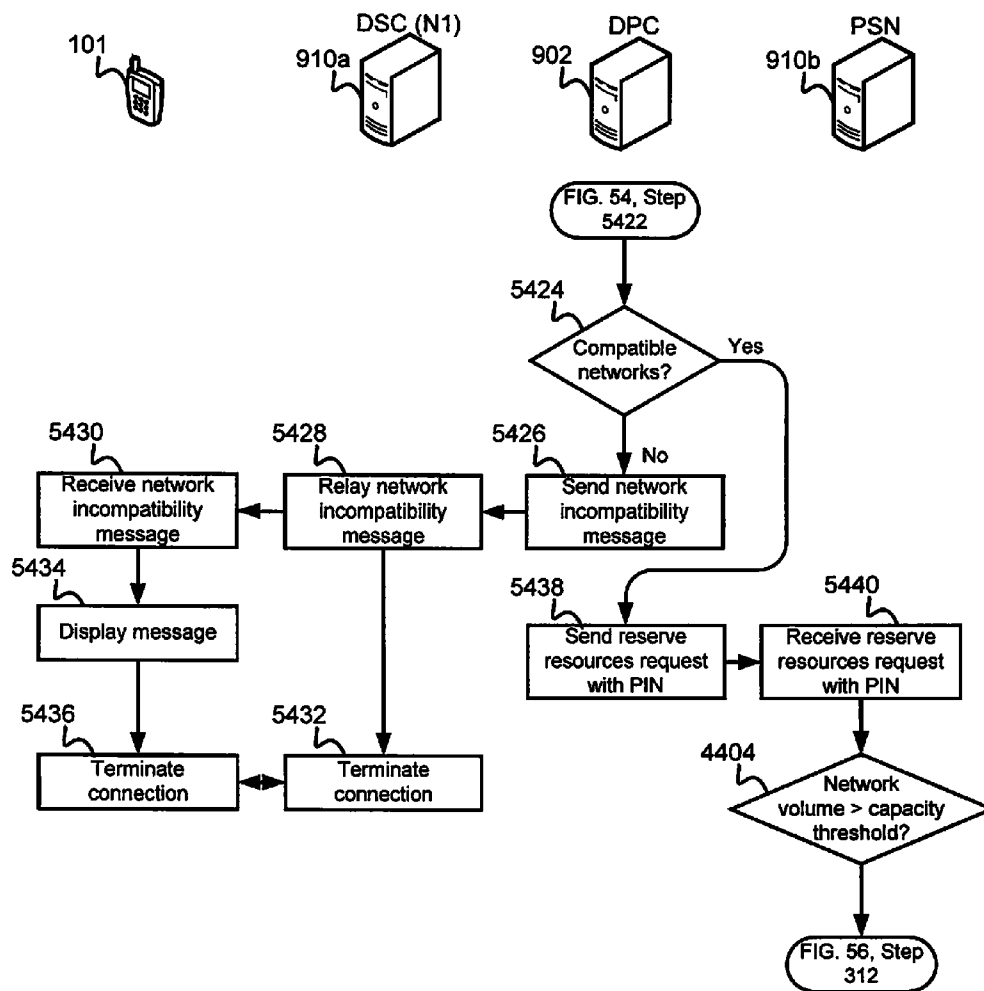 DSC (N1)
DPC
PSN
101
910a
902
910b
FIG. 54, Step
5422
5424
Compatible
networks?
Yes
No
5430
5428
5426
Receive network
incompatibility
message
Relay network
incompatibility
message
Send network
incompatibility
message
5434
Display message
5438
5440
Send reserve
resources request
with PIN
Receive reserve
resources request
with PIN
5436
5432
Terminate
connection
Terminate
connection
4404
Network
volume > capacity
threshold?
FIG. 56, Step
312